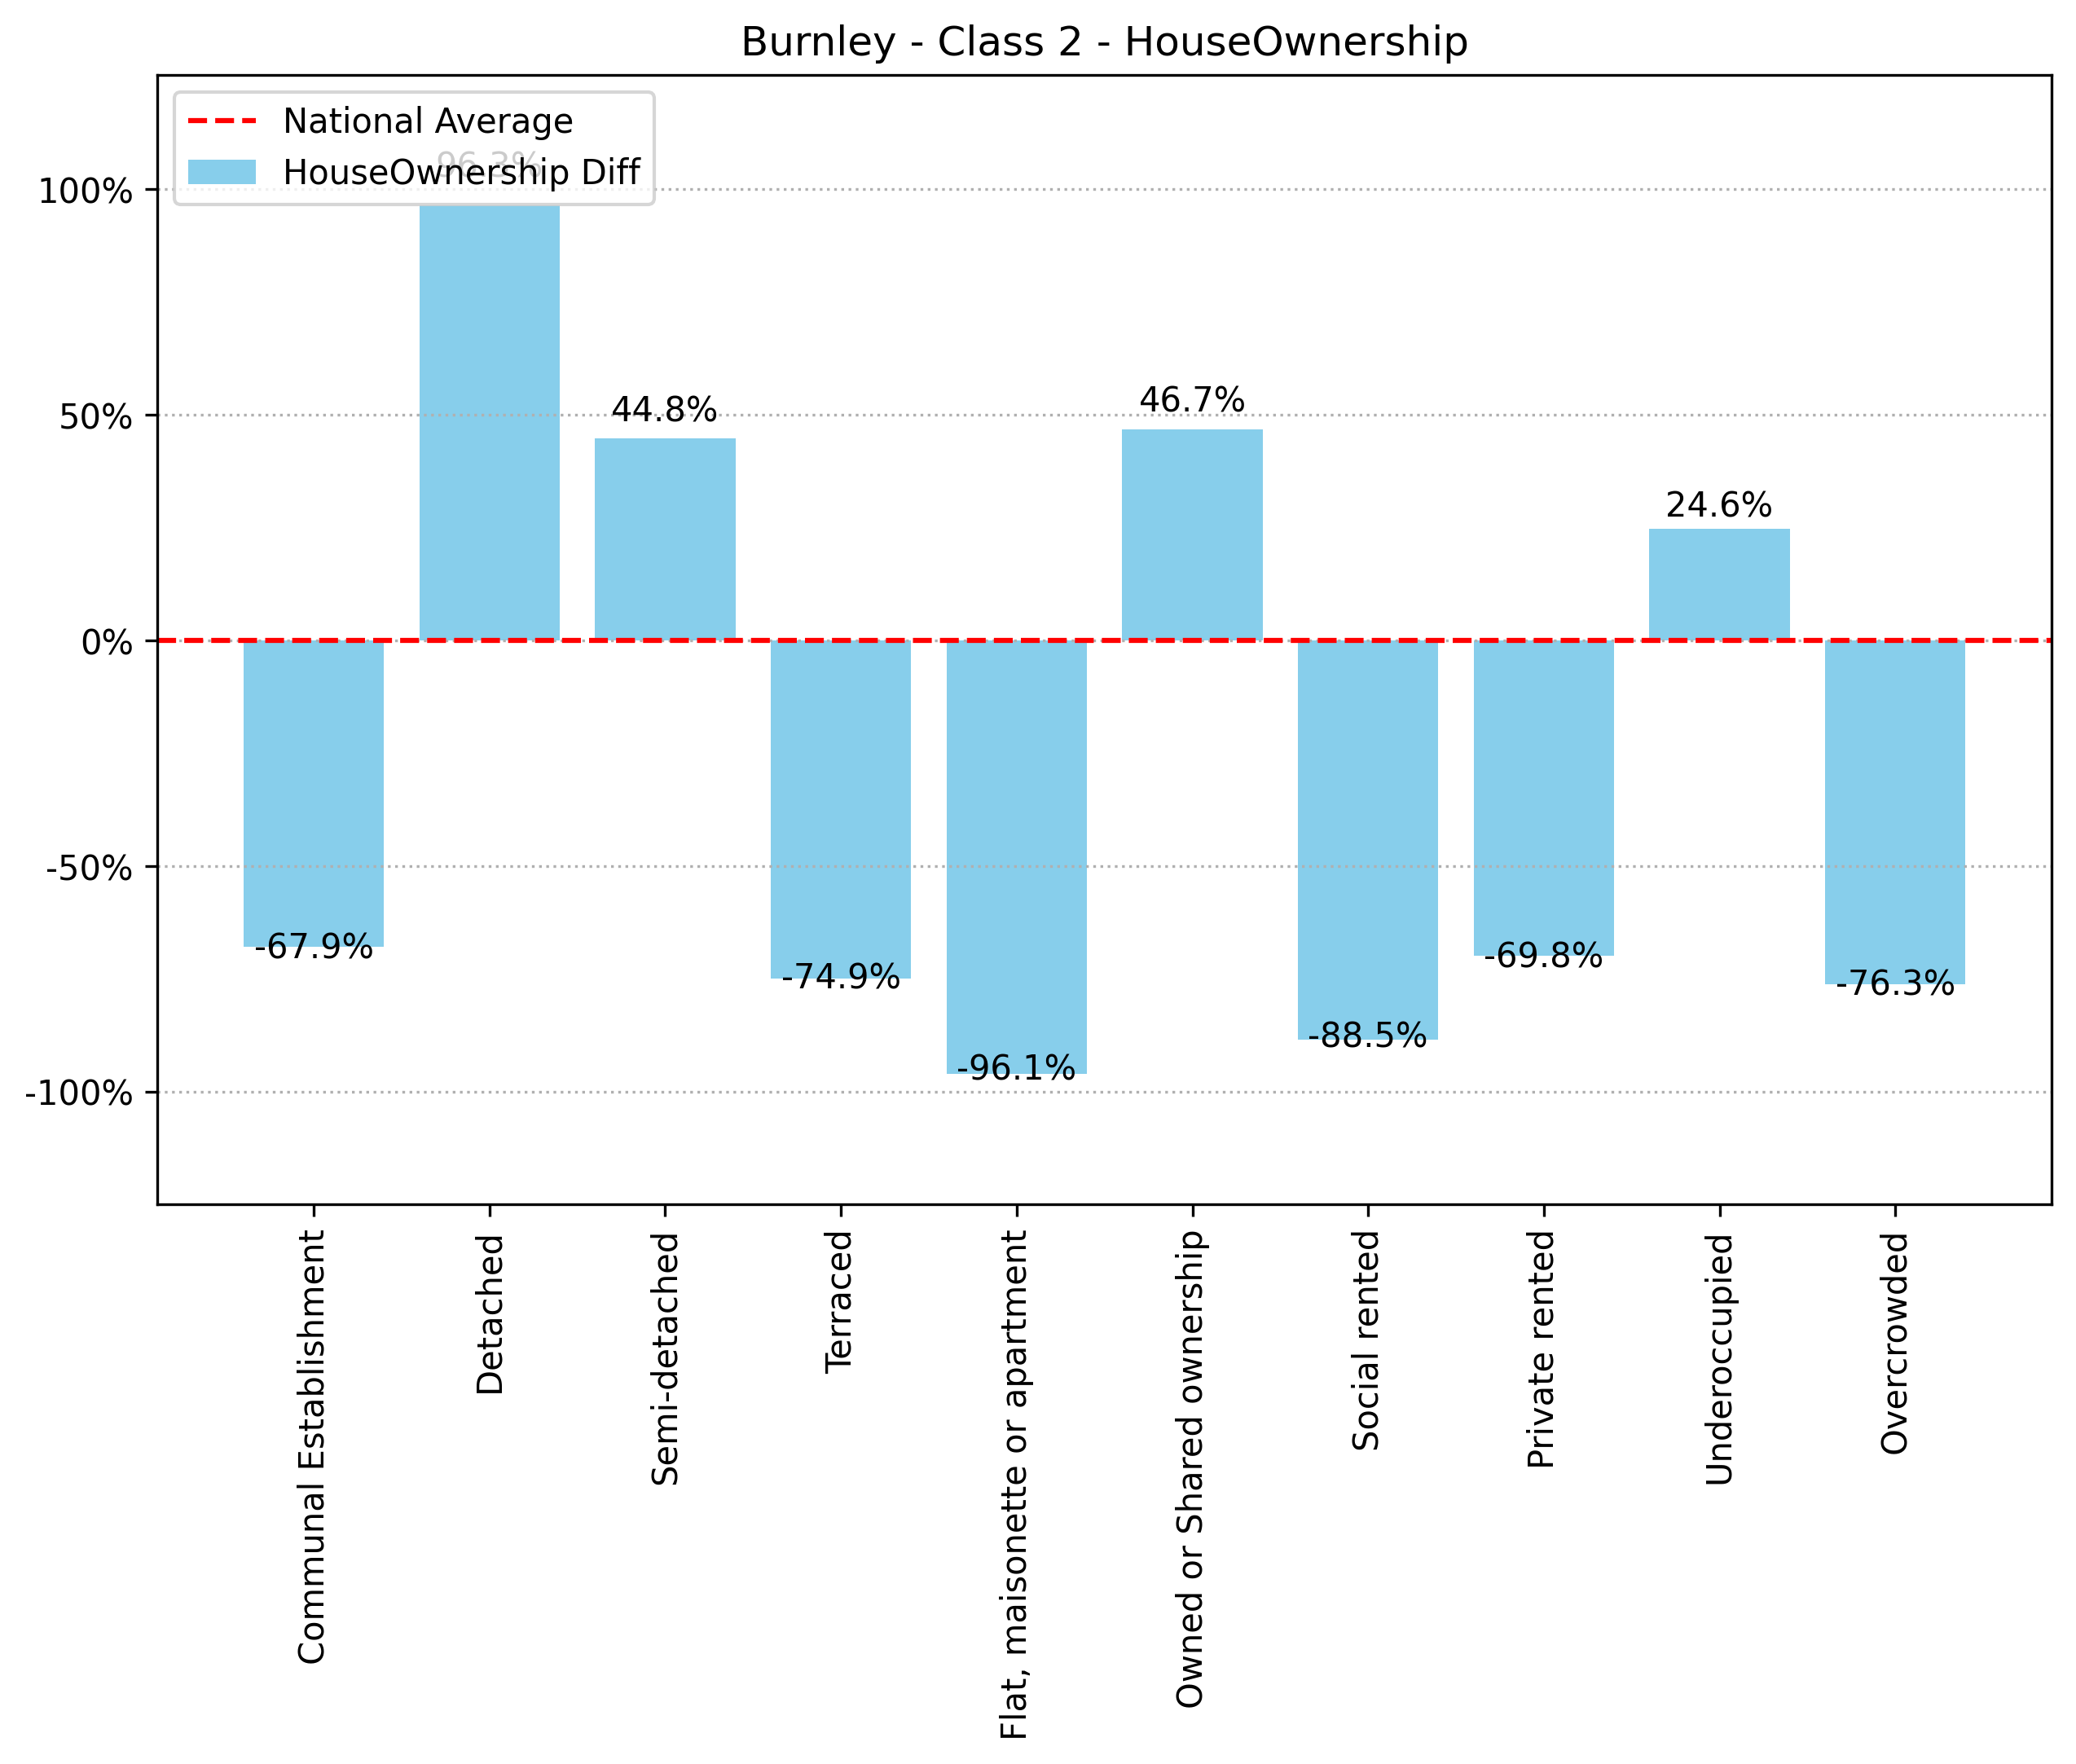 Burnley - Class 2 - HouseOwnership
National Average
HouseOwnership Diff
96.3%
100%
50%
0%
-50%
-100%
44.8%
46.7%
24.6%
-67.9%
-74.9%
-96.1%
-88.5%
-69.8%
-76.3%
Communal Establishment
Detached
Semi-detached
Terraced
Flat, maisonette or apartment
Owned or Shared ownership
Social rented
Private rented
Underoccupied
Overcrowded